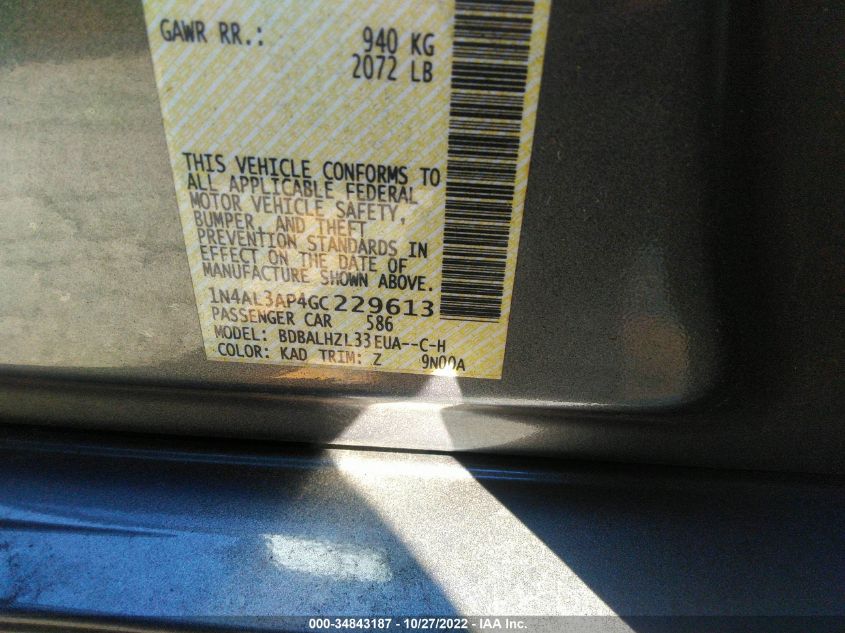 GAWR RR.: 940 KG
2072 LB
THIS VEHICLE CONFORMS TO
ALL APPLICABLE FEDERAL
MOTOR VEHICLE SAFETY,
BUMPER, AND THEFT
PREVENTION STANDARDS IN
EFFECT ON THE DATE OF
MANUFACTURE SHOWN ABOVE.
1N4AL3AP4GC229613
PASSENGER CAR 586
MODEL: BDBALHZL33EUA--C-H
COLOR: KAD TRIM: Z 9N00A
000-34843187 - 10/27/2022 - IAA Inc.